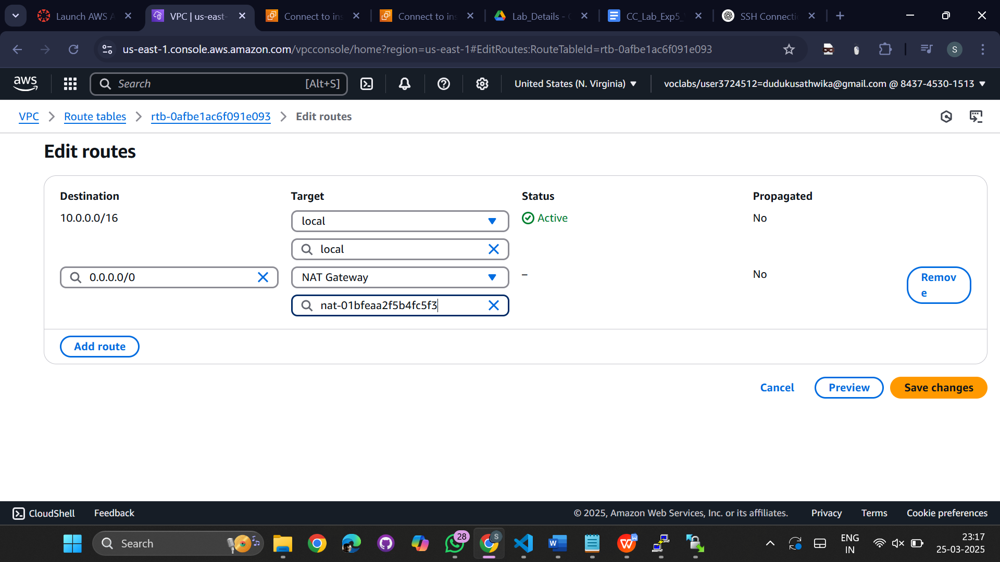 Launch AWS A
VPC | us-east-
Connect to ins
Connect to ins
Lab_Details - G
CC_Lab_Exp5_
SSH Connecti
us-east-1.console.aws.amazon.com/vpcconsole/home?region=us-east-1#EditRoutes:RouteTableId=rtb-0afbe1ac6f091e093
S
aws
Search
[Alt+S]
United States (N. Virginia)
voclabs/user3724512=dudukusathwika@gmail.com @ 8437-4530-1513
VPC
Route tables
rtb-0afbe1ac6f091e093
Edit routes
Edit routes
Destination
Target
Status
Propagated
10.0.0.0/16
local
Active
No
local
0.0.0.0/0
NAT Gateway
–
No
Remov
e
nat-01bfeaa2f5b4fc5f3
Add route
Cancel
Preview
Save changes
CloudShell
Feedback
© 2025, Amazon Web Services, Inc. or its affiliates.
Privacy
Terms
Cookie preferences
Search
28
S
ENG
IN
23:17
25-03-2025